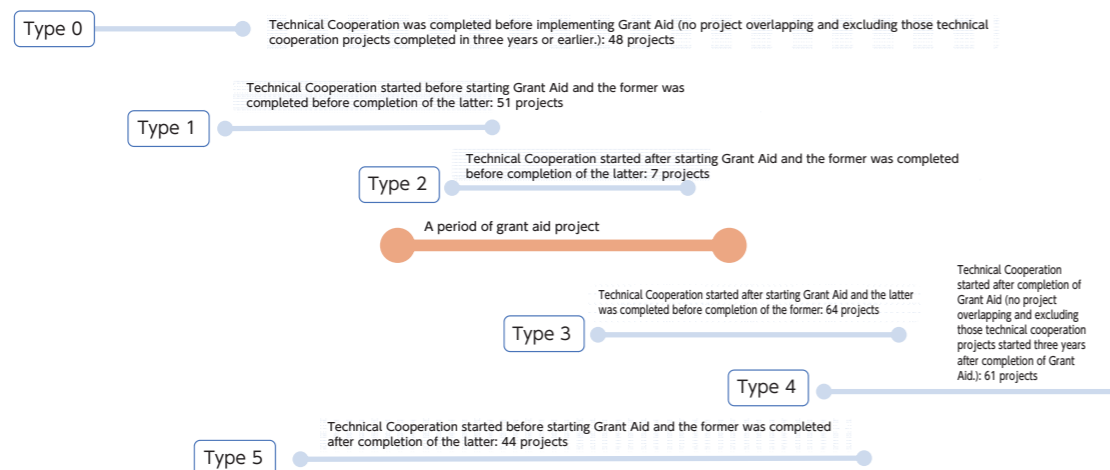 Type 0
Technical Cooperation was completed before implementing Grant Aid (no project overlapping and excluding those technical
cooperation projects completed in three years or earlier.): 48 projects
Technical Cooperation started before starting Grant Aid and the former was
completed before completion of the latter: 51 projects
Type 1
Technical Cooperation started after starting Grant Aid and the former was completed
before completion of the latter: 7 projects
Type 2
A period of grant aid project
Technical Cooperation started after starting Grant Aid and the latter
was completed before completion of the former: 64 projects
Type 3
Technical Cooperation
started after completion of
Grant Aid (no project
overlapping and excluding
those technical cooperation
projects started three years
after completion of Grant
Aid.): 61 projects
Type 4
Technical Cooperation started before starting Grant Aid and the former was completed
after completion of the latter: 44 projects
Type 5